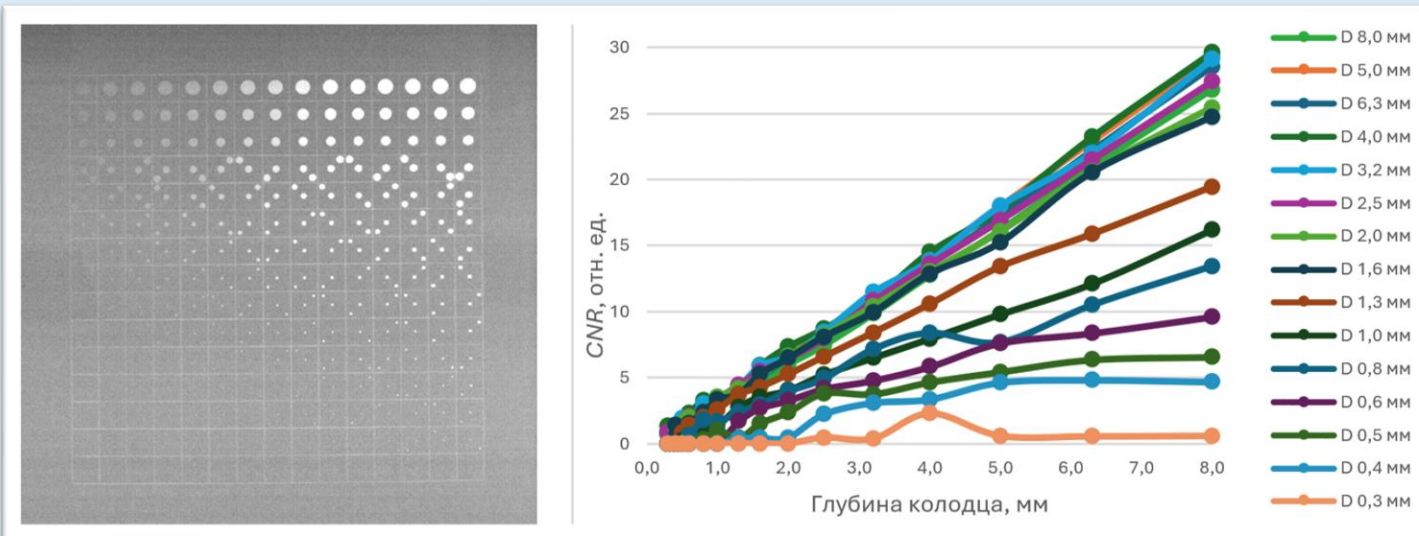 30
25
20
15
10
5
0
CNR, отн. ед.
0,0 1,0 2,0 3,0 4,0 5,0 6,0 7,0 8,0
Глубина колодца, мм
D 8,0 мм
D 5,0 мм
D 6,3 мм
D 4,0 мм
D 3,2 мм
D 2,5 мм
D 2,0 мм
D 1,6 мм
D 1,3 мм
D 1,0 мм
D 0,8 мм
D 0,6 мм
D 0,5 мм
D 0,4 мм
D 0,3 мм